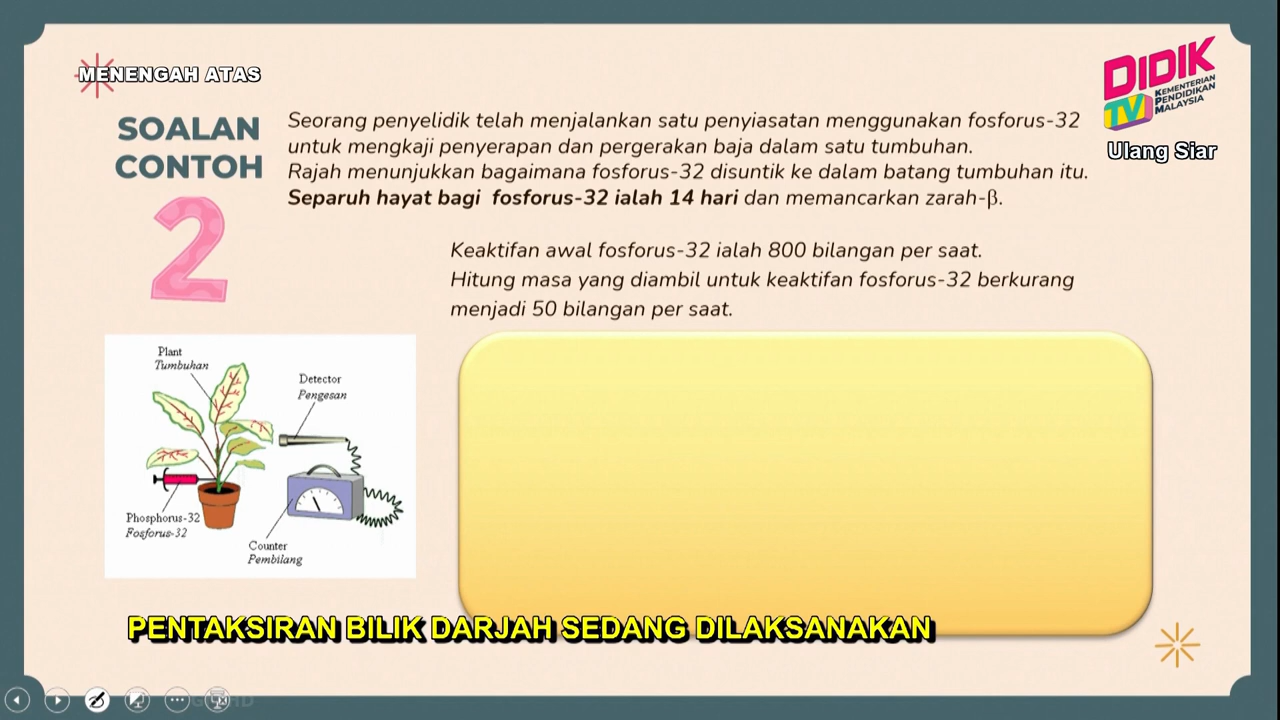 MENENGAH ATAS
DIDIK
TV
KEMENTERIAN
PENDIDIKAN
MALAYSIA
Ulang Siar
SOALAN
CONTOH
2
Seorang penyelidik telah menjalankan satu penyiasatan menggunakan fosforus-32
untuk mengkaji penyerapan dan pergerakan baja dalam satu tumbuhan.
Rajah menunjukkan bagaimana fosforus-32 disuntik ke dalam batang tumbuhan itu.
Separuh hayat bagi fosforus-32 ialah 14 hari dan memancarkan zarah-β.
Keaktifan awal fosforus-32 ialah 800 bilangan per saat.
Hitung masa yang diambil untuk keaktifan fosforus-32 berkurang
menjadi 50 bilangan per saat.
Plant
Tumbuhan
Detector
Pengesan
Phosphorus-32
Fosforus-32
Counter
Pembilang
PENTAKSIRAN BILIK DARJAH SEDANG DILAKSANAKAN